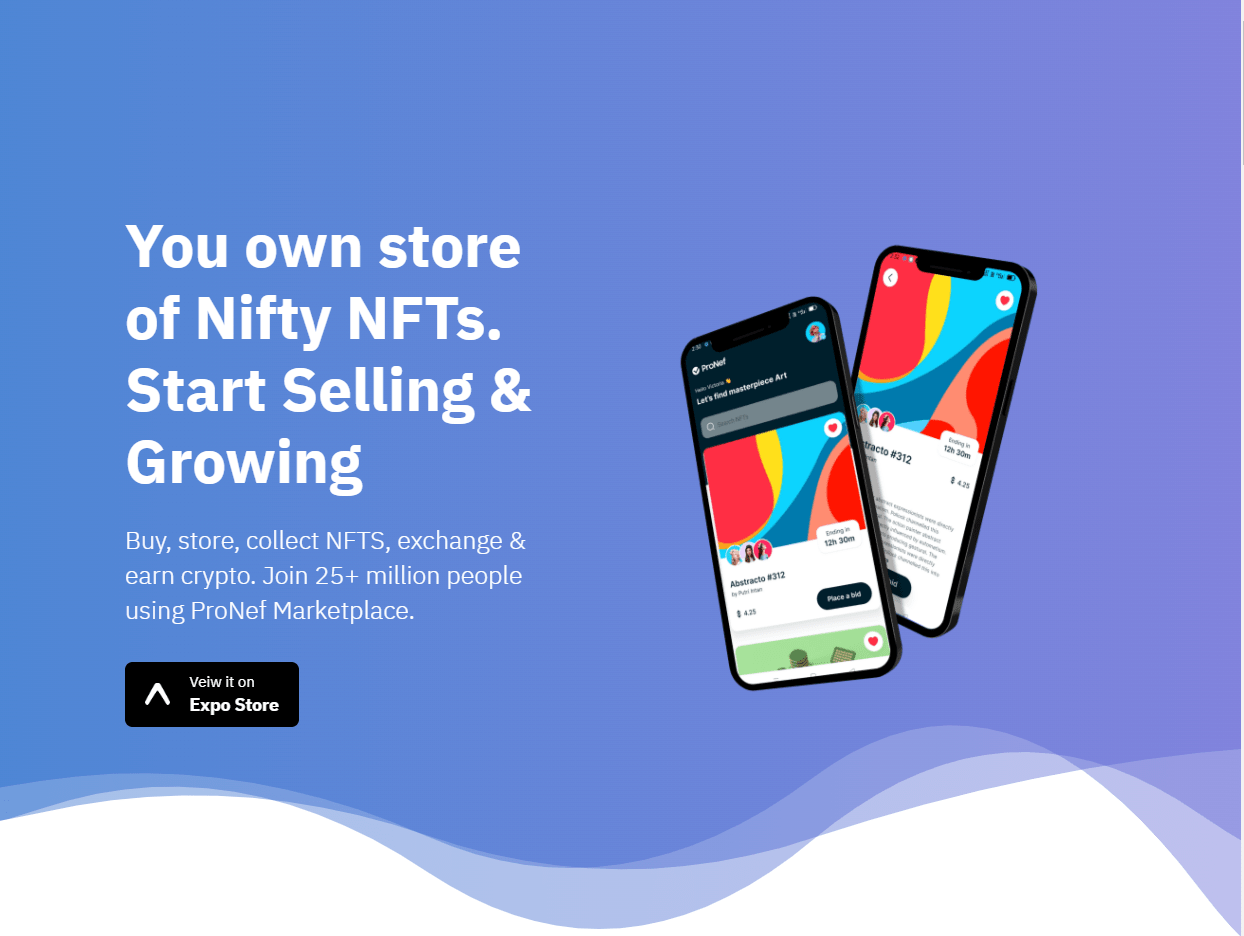 You own store
of Nifty NFTs.
Start Selling &
Growing
Buy, store, collect NFTS, exchange &
earn crypto. Join 25+ million people
using ProNef Marketplace.
Veiw it on
Expo Store
ProNef
Hello Victoria
Let's find masterpiece Art
Search NFTs
Ending in
12h 30m
Abstracto #312
by Putri Intan
4.25
Place a bid
Ending in
12h 30m
stracto #312
Intan
4.25
bid